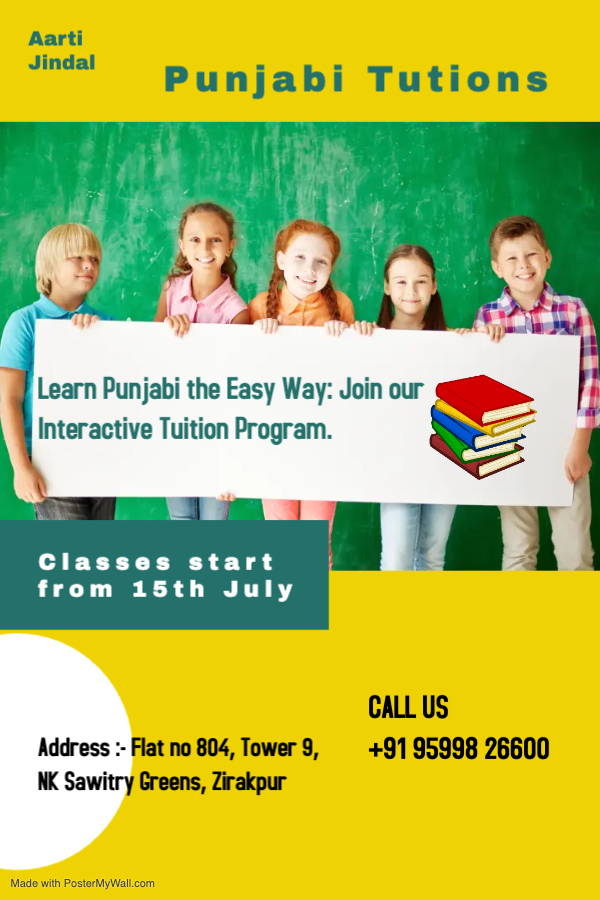 Aarti
Jindal
Punjabi Tutions
Learn Punjabi the Easy Way: Join our
Interactive Tuition Program.
Classes start
from 15th July
CALL US
+91 95998 26600
Address :- Flat no 804, Tower 9,
NK Sawitry Greens, Zirakpur
Made with PosterMyWall.com